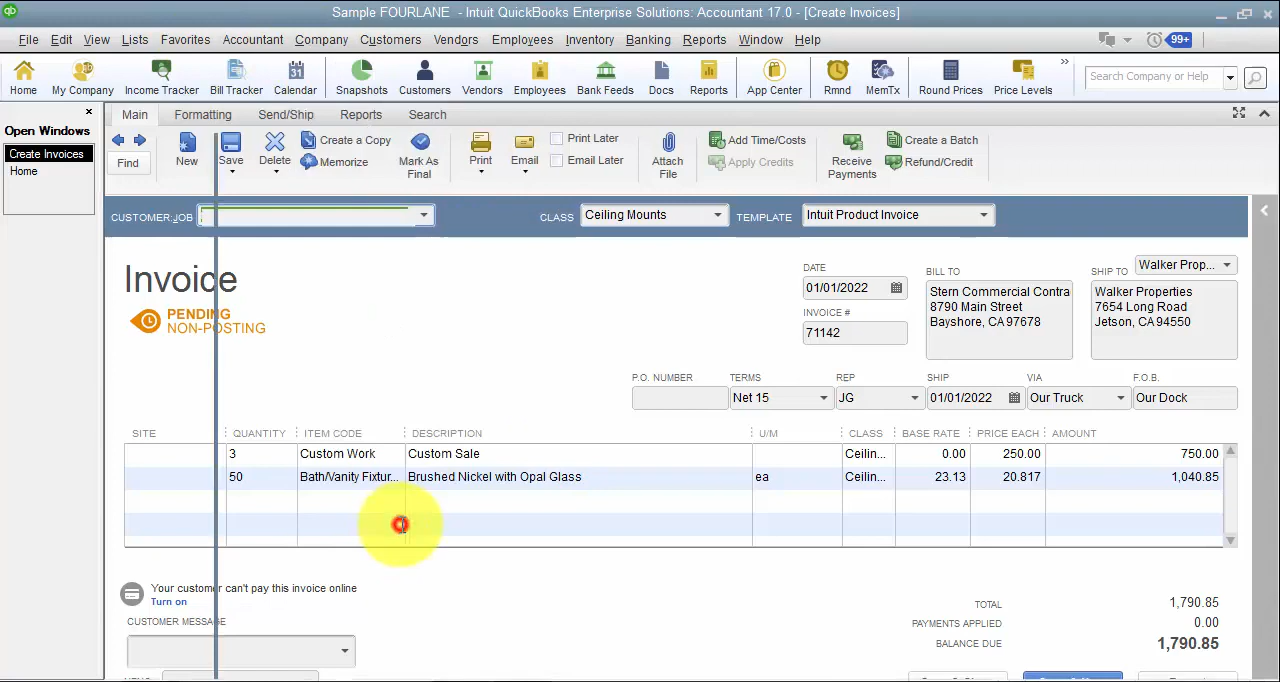 Sample FOURLANE - Intuit QuickBooks Enterprise Solutions: Accountant 17.0 - [Create Invoices]
File Edit View Lists Favorites Accountant Company Customers Vendors Employees Inventory Banking Reports Window Help 99+
Home My Company Income Tracker Bill Tracker Calendar Snapshots Customers Vendors Employees Bank Feeds Docs Reports App Center Rmnd MemTx Round Prices Price Levels Search Company or Help
Open Windows
Create Invoices
Home
Main Formatting Send/Ship Reports Search
Find New Save Delete Create a Copy
Memorize
Mark As
Final
Print Email Print Later
Email Later
Attach
File
Add Time/Costs
Apply Credits
Receive
Payments
Create a Batch
Refund/Credit
CUSTOMER:JOB CLASS Ceiling Mounts TEMPLATE Intuit Product Invoice
Invoice
PENDING
NON-POSTING
DATE
01/01/2022
INVOICE #
71142
BILL TO
Stern Commercial Contra
8790 Main Street
Bayshore, CA 97678
SHIP TO Walker Prop...
Walker Properties
7654 Long Road
Jetson, CA 94550
P.O. NUMBER TERMS REP SHIP VIA F.O.B.
Net 15 JG 01/01/2022 Our Truck Our Dock
SITE QUANTITY ITEM CODE DESCRIPTION U/M CLASS BASE RATE PRICE EACH AMOUNT
3 Custom Work Custom Sale Ceilin... 0.00 250.00 750.00
50 Bath/Vanity Fixtur... Brushed Nickel with Opal Glass ea Ceilin... 23.13 20.817 1,040.85
Your customer can't pay this invoice online
Turn on
CUSTOMER MESSAGE
TOTAL 1,790.85
PAYMENTS APPLIED 0.00
BALANCE DUE 1,790.85